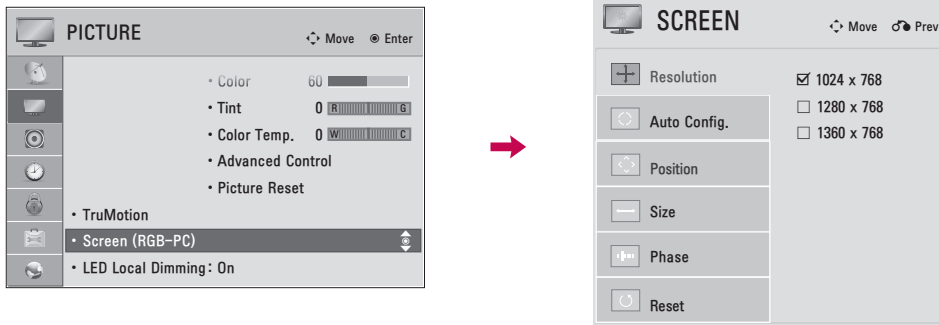 PICTURE
Move Enter
• Color 60
• Tint 0 R G
• Color Temp. 0 W C
• Advanced Control
• Picture Reset
• TruMotion
• Screen (RGB-PC)
• LED Local Dimming: On
SCREEN
Move Prev
Resolution
Auto Config.
Position
Size
Phase
Reset
☑ 1024 x 768
☐ 1280 x 768
☐ 1360 x 768